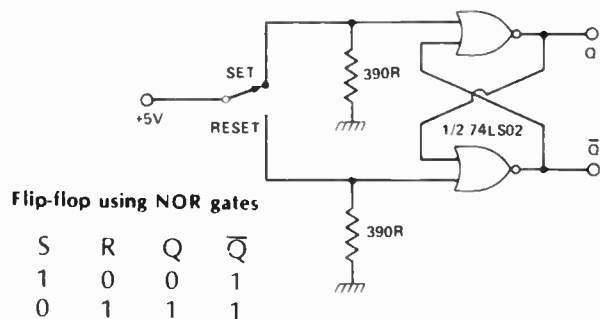 Q
SET
390R
+5V
RESET
1/2 74LS02
Q̅
Flip-flop using NOR gates
390R
S R Q Q̅
1 0 0 1
0 1 1 1